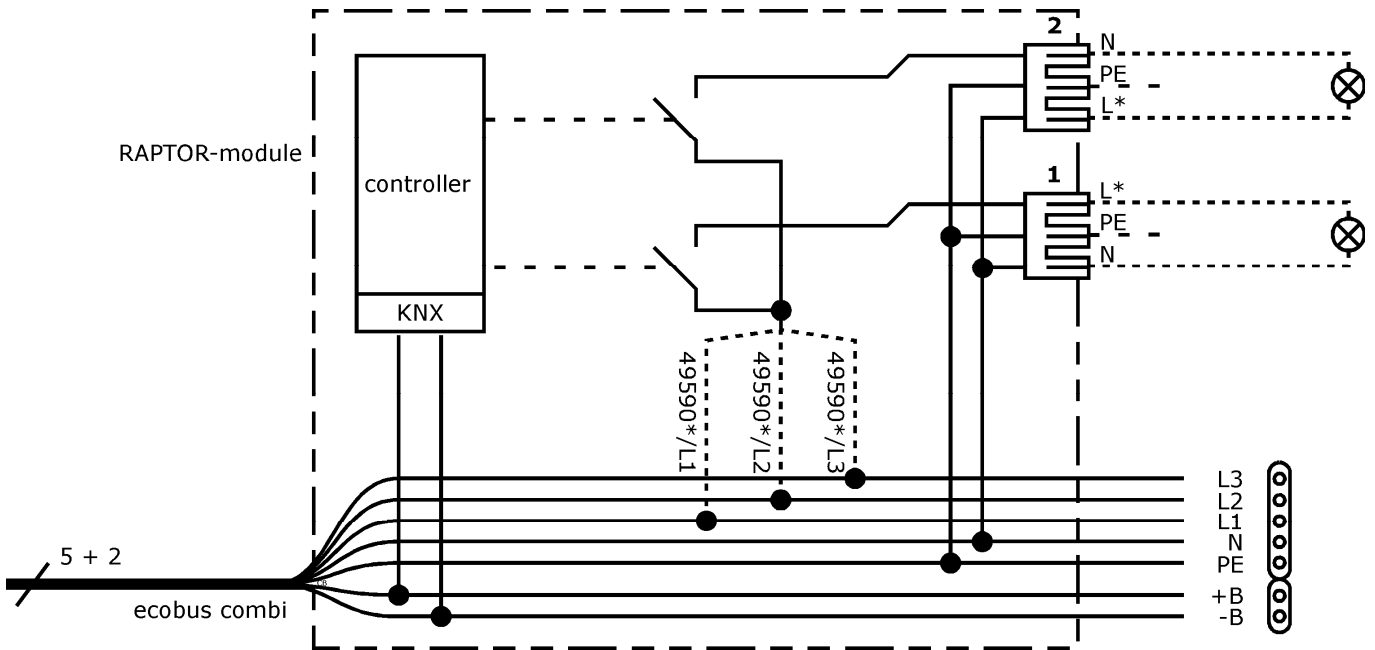 2
N
PE
L*
RAPTOR-module
controller
1
L*
PE
N
KNX
49590*/L1
49590*/L2
49590*/L3
L3
L2
L1
N
PE
5 + 2
+B
ecobus combi
-B